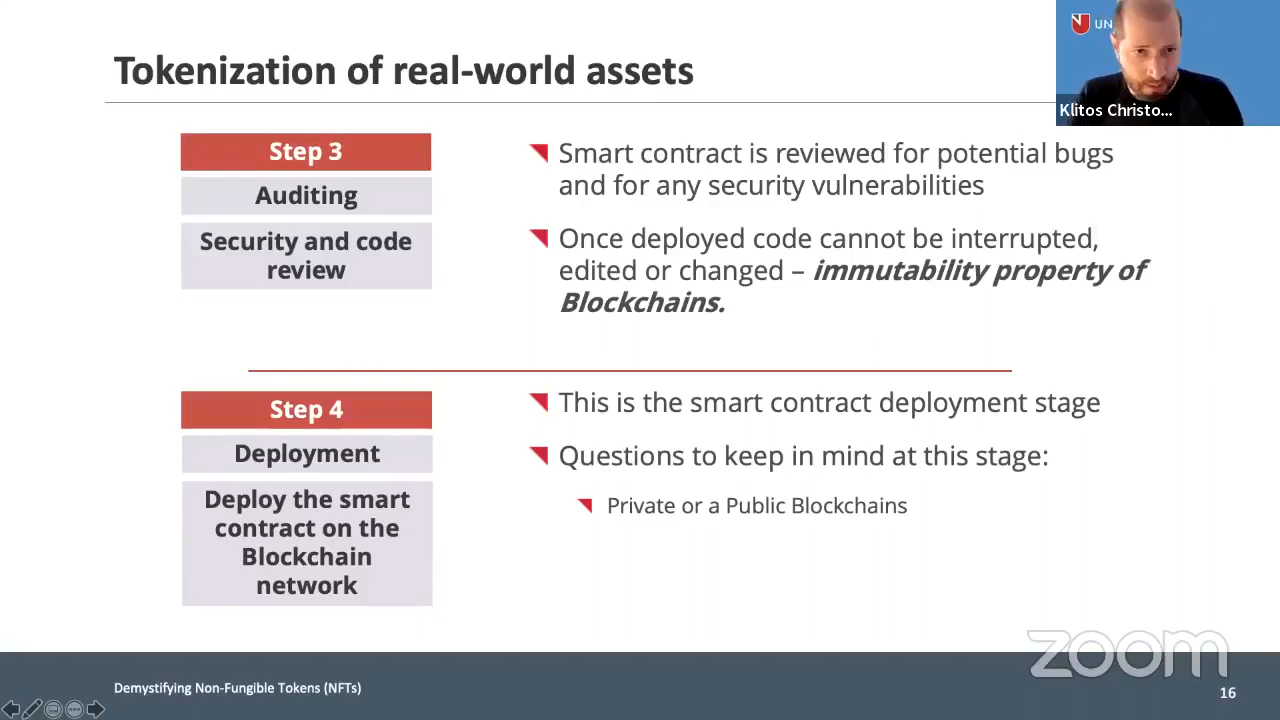 Tokenization of real-world assets
UN
Klitos Christo...
Step 3
Auditing
Security and code
review
Smart contract is reviewed for potential bugs
and for any security vulnerabilities
Once deployed code cannot be interrupted,
edited or changed – immutability property of
Blockchains.
Step 4
Deployment
Deploy the smart
contract on the
Blockchain
network
This is the smart contract deployment stage
Questions to keep in mind at this stage:
Private or a Public Blockchains
zoom
Demystifying Non-Fungible Tokens (NFTs)
16